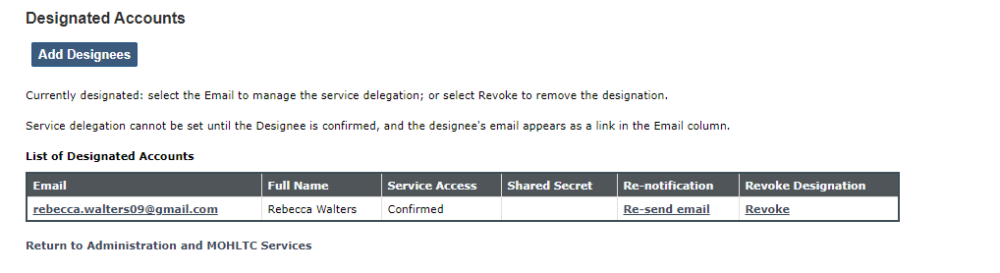 Designated Accounts
Add Designees
Currently designated: select the Email to manage the service delegation; or select Revoke to remove the designation.
Service delegation cannot be set until the Designee is confirmed, and the designee's email appears as a link in the Email column.
List of Designated Accounts
Email Full Name Service Access Shared Secret Re-notification Revoke Designation
rebecca.walters09@gmail.com Rebecca Walters Confirmed Re-send email Revoke
Return to Administration and MOHLTC Services